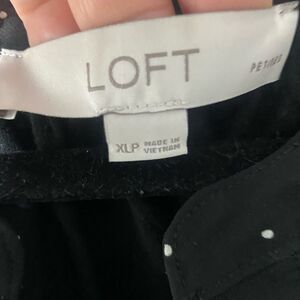 LOFT
PETITES
XLP
MADE IN
VIETNAM